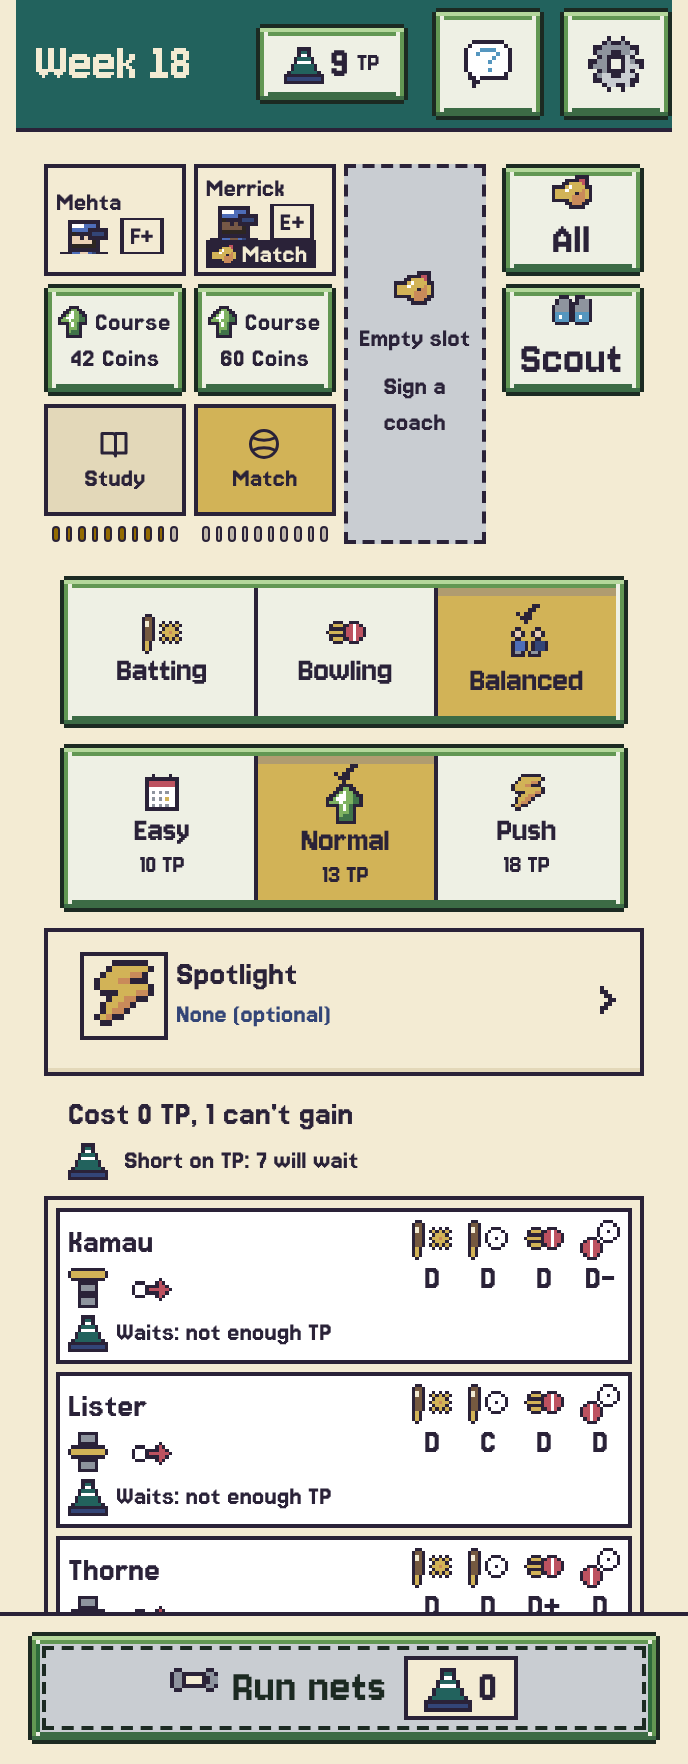 Week 18
9 TP
?
Mehta
F+
Merrick
E+
Match
All
Course
42 Coins
Course
60 Coins
Empty slot
Sign a
coach
Scout
Study
Match
Batting
Bowling
Balanced
Easy
10 TP
Normal
13 TP
Push
18 TP
Spotlight
None (optional)
Cost 0 TP, 1 can't gain
Short on TP: 7 will wait
Kamau
D D D D-
Waits: not enough TP
Lister
D C D D
Waits: not enough TP
Thorne
D D D+ D
Run nets 0